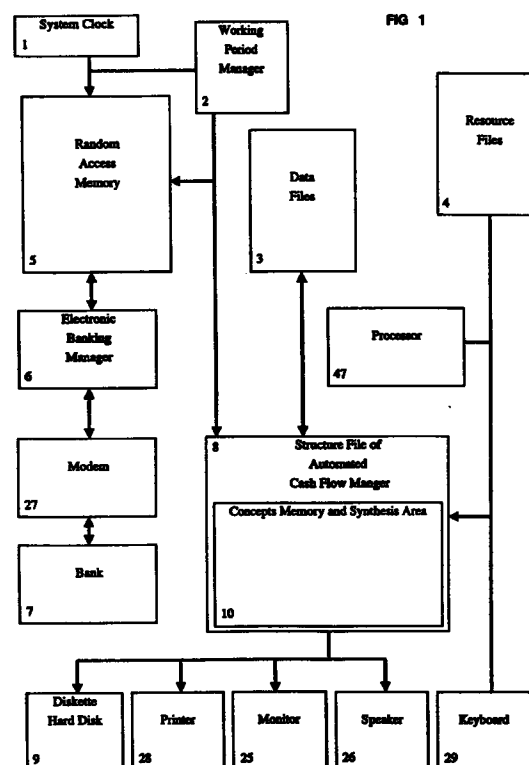 FIG 1
System Clock
1
Working
Period
Manager
2
Random
Access
Memory
5
Data
Files
3
Resource
Files
4
Electronic
Banking
Manager
6
Processor
47
Modem
27
Bank
7
8
Structure File of
Automated
Cash Flow Manger
Concepts Memory and Synthesis Area
10
Diskette
Hard Disk
9
Printer
28
Monitor
25
Speaker
26
Keyboard
29